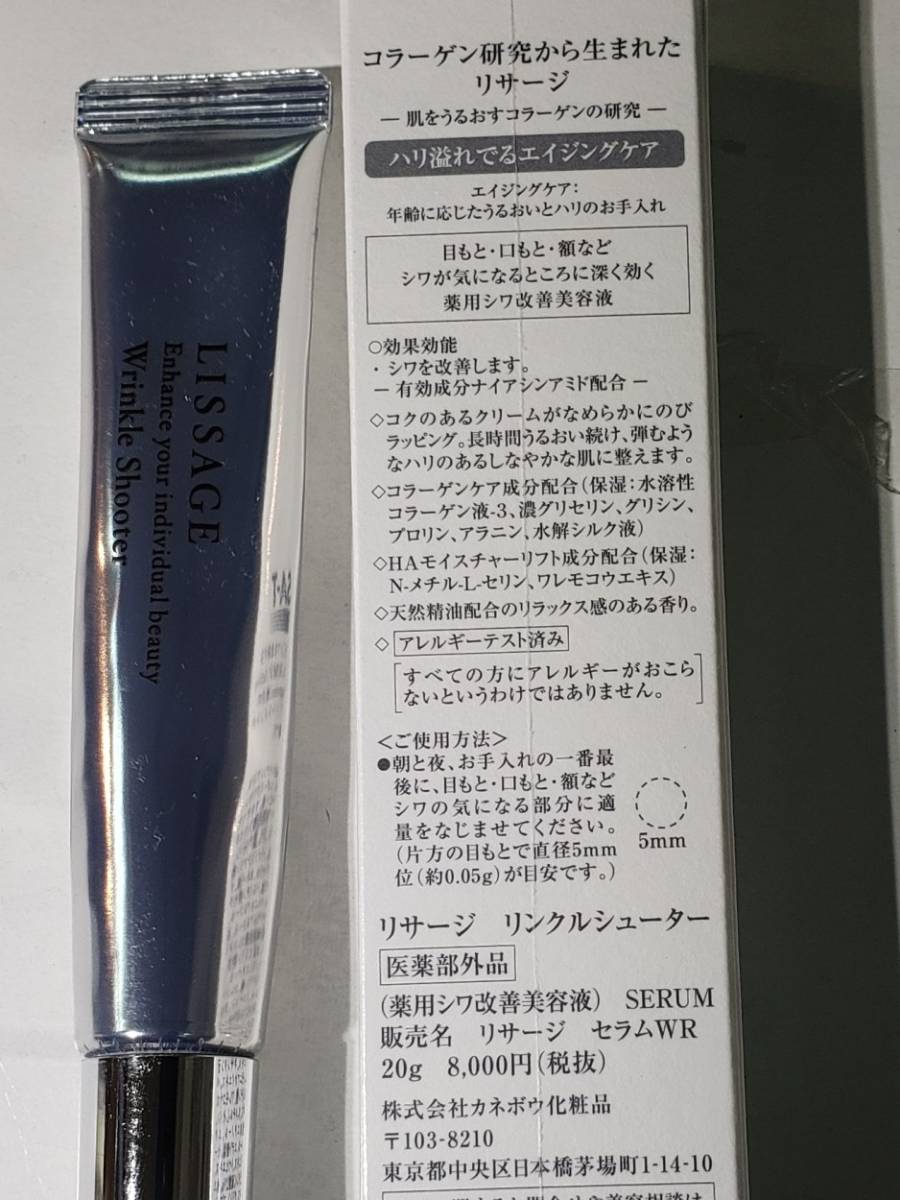 LISSAGE
Enhance your individual beauty
Wrinkle Shooter
コラーゲン研究から生まれた
リサージ
― 肌をうるおすコラーゲンの研究 ―
ハリ溢れでるエイジングケア
エイジングケア:
年齢に応じたうるおいとハリのお手入れ
目もと・口もと・額など
シワが気になるところに深く効く
薬用シワ改善美容液
○効果効能
・シワを改善します。
― 有効成分ナイアシンアミド配合 ―
◇コクのあるクリームがなめらかにのび
ラッピング。長時間うるおい続け、弾むよう
なハリのあるしなやかな肌に整えます。
◇コラーゲンケア成分配合(保湿:水溶性
コラーゲン液-3、濃グリセリン、グリシン、
プロリン、アラニン、水解シルク液)
◇HAモイスチャーリフト成分配合(保湿:
N-メチル-L-セリン、ワレモコウエキス)
◇天然精油配合のリラックス感のある香り。
◇アレルギーテスト済み
[すべての方にアレルギーがおこら
ないというわけではありません。]
<ご使用方法>
●朝と夜、お手入れの一番最
後に、目もと・口もと・額など
シワの気になる部分に適
量をなじませてください。
(片方の目もとで直径5mm
位(約0.05g)が目安です。)
5mm
リサージ リンクルシューター
医薬部外品
(薬用シワ改善美容液) SERUM
販売名 リサージ セラムWR
20g 8,000円(税抜)
株式会社カネボウ化粧品
〒103-8210
東京都中央区日本橋茅場町1-14-10